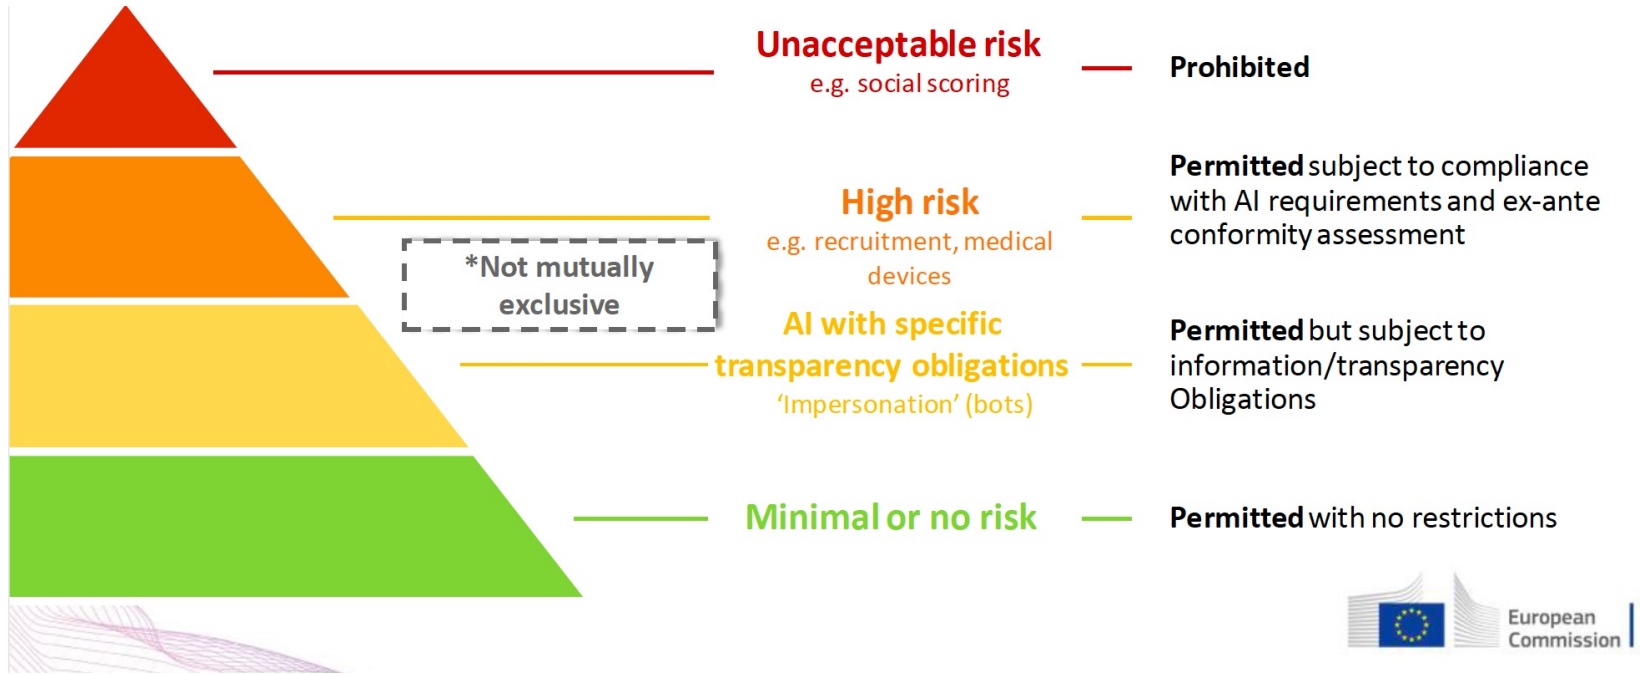 Unacceptable risk
e.g. social scoring
Prohibited
High risk
e.g. recruitment, medical
devices
Permitted subject to compliance
with AI requirements and ex-ante
conformity assessment
*Not mutually
exclusive
AI with specific
transparency obligations
‘Impersonation’ (bots)
Permitted but subject to
information/transparency
Obligations
Minimal or no risk
Permitted with no restrictions
European
Commission